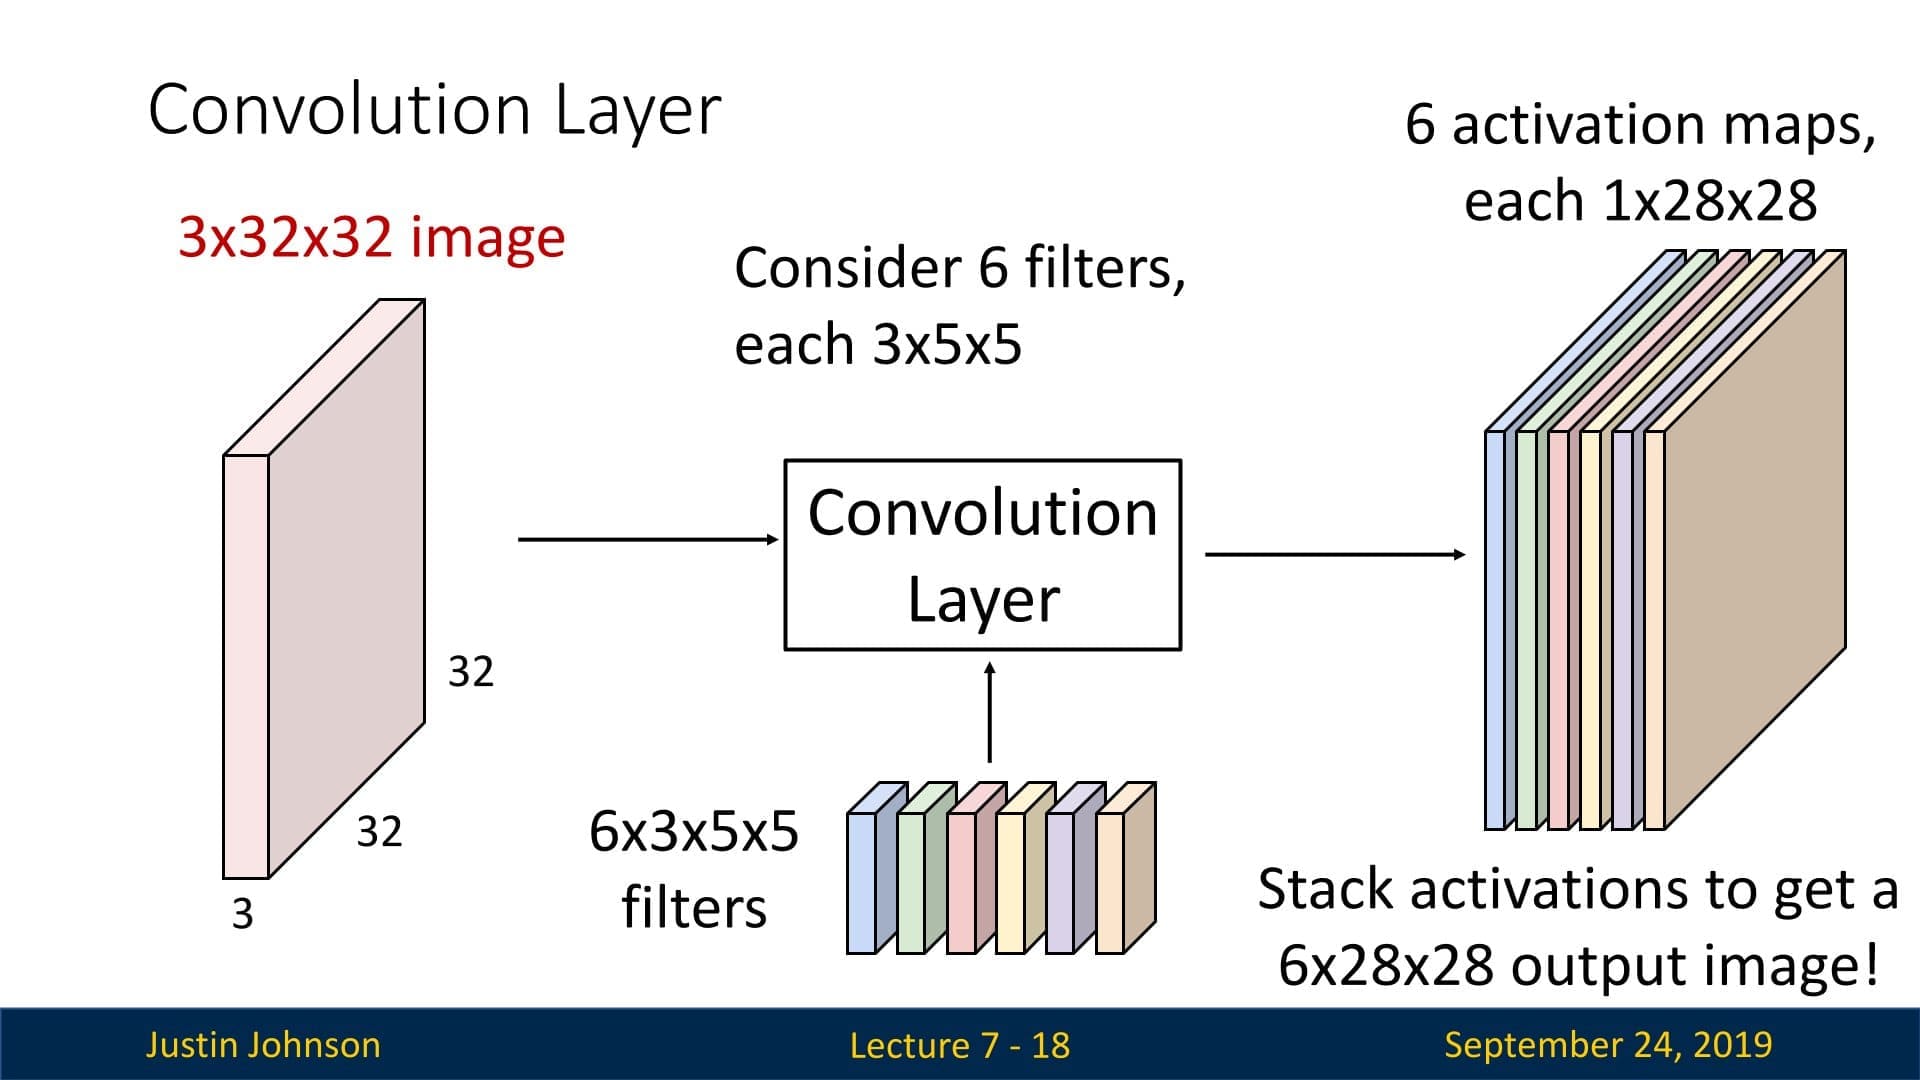 Convolution Layer
3x32x32 image
Consider 6 filters,
each 3x5x5
6 activation maps,
each 1x28x28
Convolution
Layer
32
32
3
6x3x5x5
filters
Stack activations to get a
6x28x28 output image!
Justin Johnson
Lecture 7 - 18
September 24, 2019